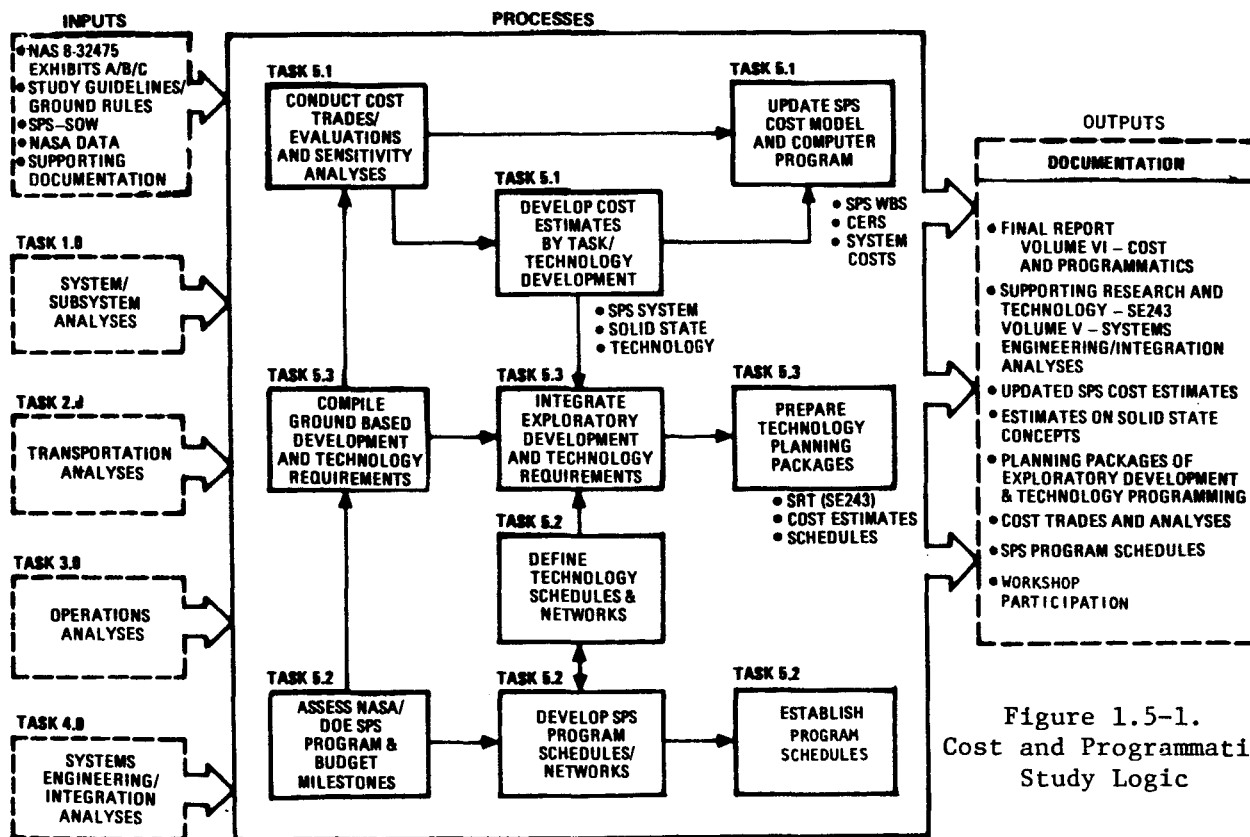 INPUTS
● NAS 8-32475
EXHIBITS A/B/C
● STUDY GUIDELINES/
GROUND RULES
● SPS-SOW
● NASA DATA
● SUPPORTING
DOCUMENTATION
TASK 1.0
SYSTEM/
SUBSYSTEM
ANALYSES
TASK 2.0
TRANSPORTATION
ANALYSES
TASK 3.0
OPERATIONS
ANALYSES
TASK 4.0
SYSTEMS
ENGINEERING/
INTEGRATION
ANALYSES
PROCESSES
TASK 5.1
CONDUCT COST
TRADES/
EVALUATIONS
AND SENSITIVITY
ANALYSES
TASK 5.1
UPDATE SPS
COST MODEL
AND COMPUTER
PROGRAM
● SPS WBS
● CERS
● SYSTEM
COSTS
TASK 5.1
DEVELOP COST
ESTIMATES
BY TASK/
TECHNOLOGY
DEVELOPMENT
● SPS SYSTEM
● SOLID STATE
● TECHNOLOGY
TASK 5.3
COMPILE
GROUND BASED
DEVELOPMENT
AND TECHNOLOGY
REQUIREMENTS
TASK 5.3
INTEGRATE
EXPLORATORY
DEVELOPMENT
AND TECHNOLOGY
REQUIREMENTS
TASK 5.3
PREPARE
TECHNOLOGY
PLANNING
PACKAGES
● SRT (SE243)
● COST ESTIMATES
● SCHEDULES
TASK 5.2
DEFINE
TECHNOLOGY
SCHEDULES &
NETWORKS
TASK 5.2
ASSESS NASA/
DOE SPS
PROGRAM &
BUDGET
MILESTONES
TASK 5.2
DEVELOP SPS
PROGRAM
SCHEDULES/
NETWORKS
TASK 5.2
ESTABLISH
PROGRAM
SCHEDULES
OUTPUTS
DOCUMENTATION
● FINAL REPORT
VOLUME VI – COST
AND PROGRAMMATICS
● SUPPORTING RESEARCH AND
TECHNOLOGY – SE243
VOLUME V – SYSTEMS
ENGINEERING/INTEGRATION
ANALYSES
● UPDATED SPS COST ESTIMATES
● ESTIMATES ON SOLID STATE
CONCEPTS
● PLANNING PACKAGES OF
EXPLORATORY DEVELOPMENT
& TECHNOLOGY PROGRAMMING
● COST TRADES AND ANALYSES
● SPS PROGRAM SCHEDULES
● WORKSHOP
PARTICIPATION
Figure 1.5-1.
Cost and Programmati
Study Logic